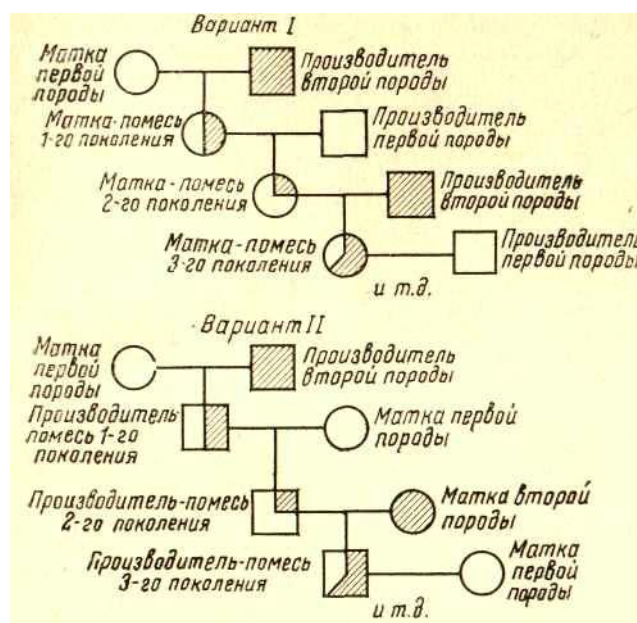 Вариант I
Матка
первой
породы
Производитель
второй породы
Матка-помесь
1-го поколения
Производитель
первой породы
Матка-помесь
2-го поколения
Производитель
второй породы
Матка-помесь
3-го поколения
Производитель
первой породы
и т.д.
Вариант II
Матка
первой
породы
Производитель
второй породы
Производитель-
помесь 1-го
поколения
Матка первой
породы
Производитель-помесь
2-го поколения
Матка второй
породы
Производитель-помесь
3-го поколения
Матка
первой
породы
и т.д.